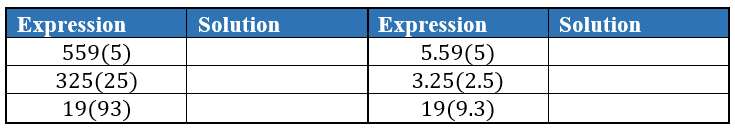 Expression Solution Expression Solution
559(5) 5.59(5)
325(25) 3.25(2.5)
19(93) 19(9.3)